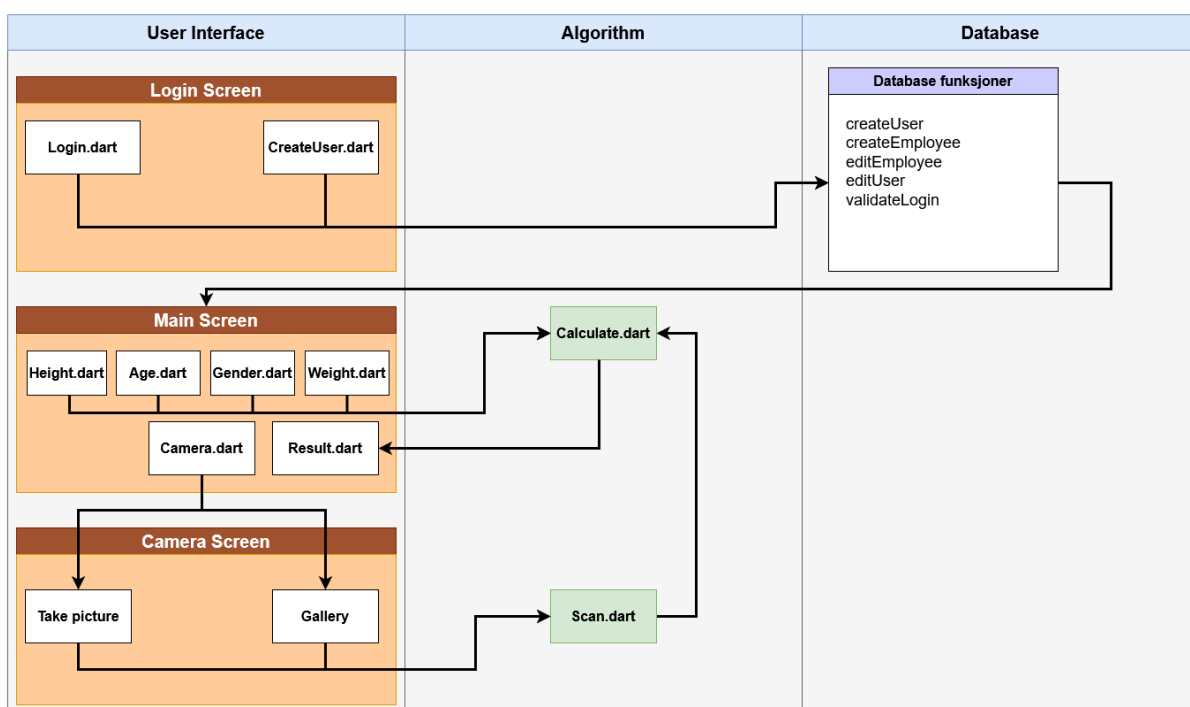 User Interface
Algorithm
Database
Login Screen
Login.dart
CreateUser.dart
Database funksjoner
createUser
createEmployee
editEmployee
editUser
validateLogin
Main Screen
Height.dart
Age.dart
Gender.dart
Weight.dart
Camera.dart
Result.dart
Calculate.dart
Camera Screen
Take picture
Gallery
Scan.dart